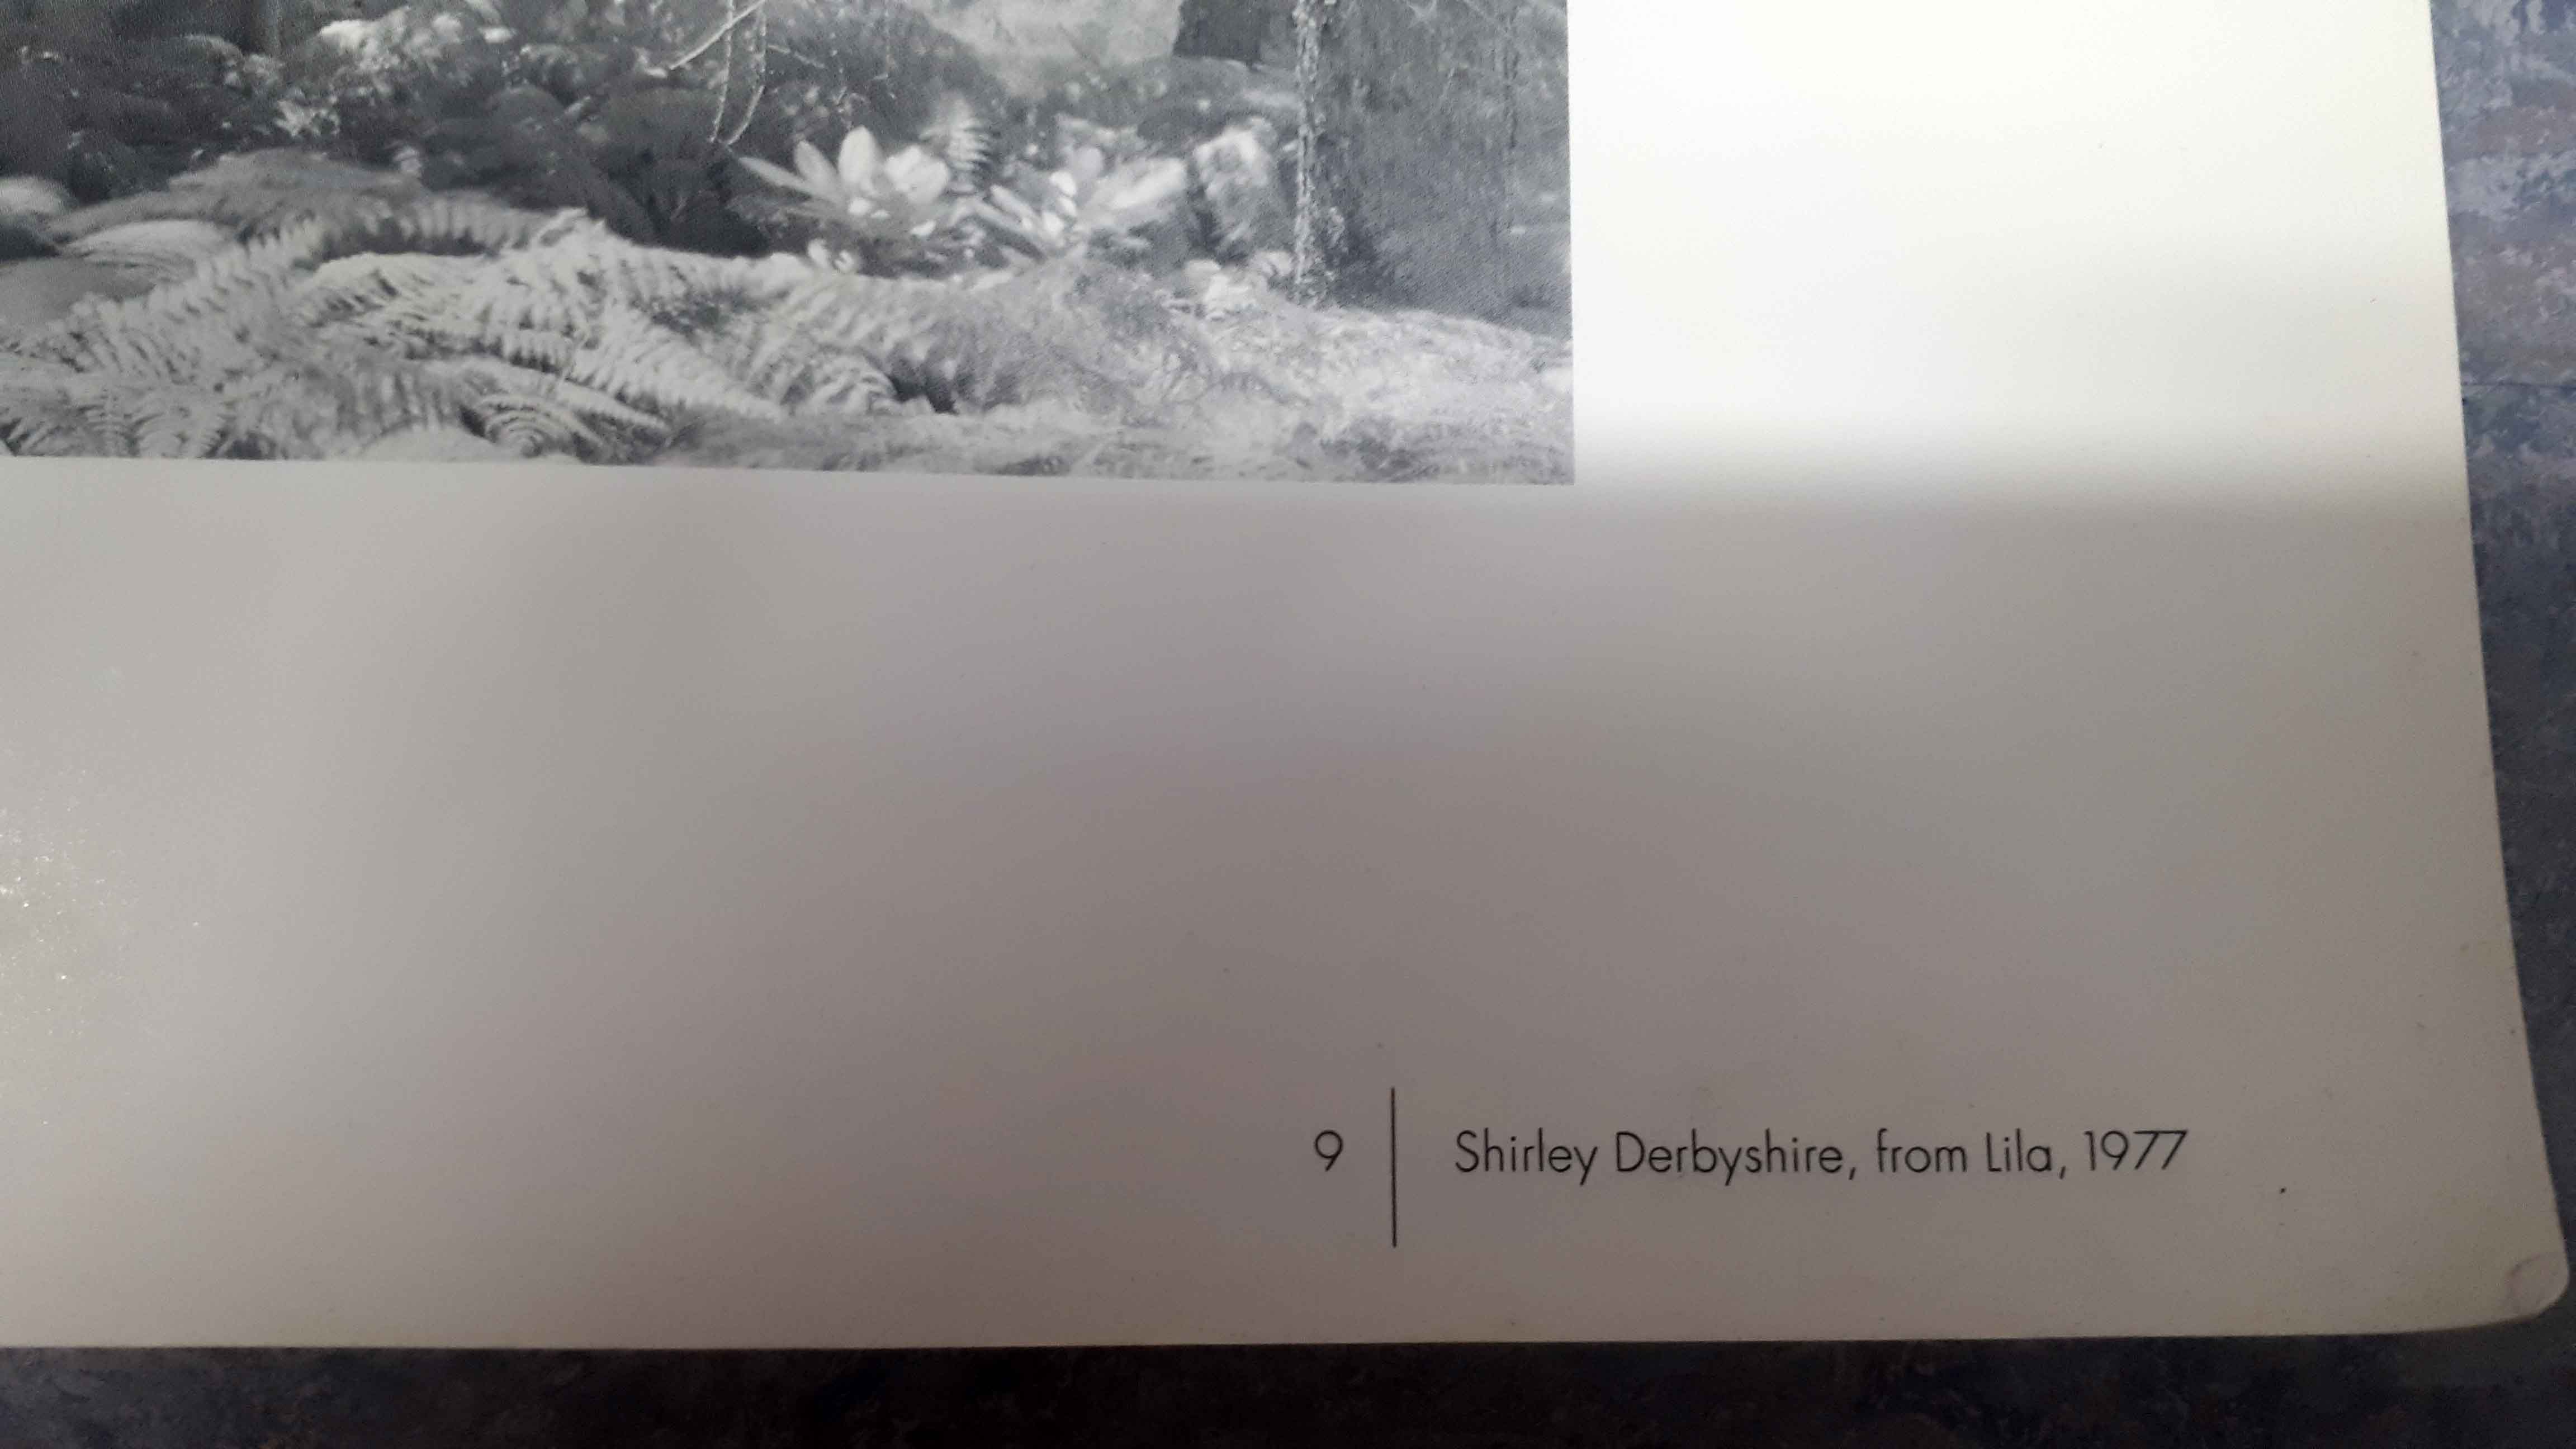 9 Shirley Derbyshire, from Lila, 1977